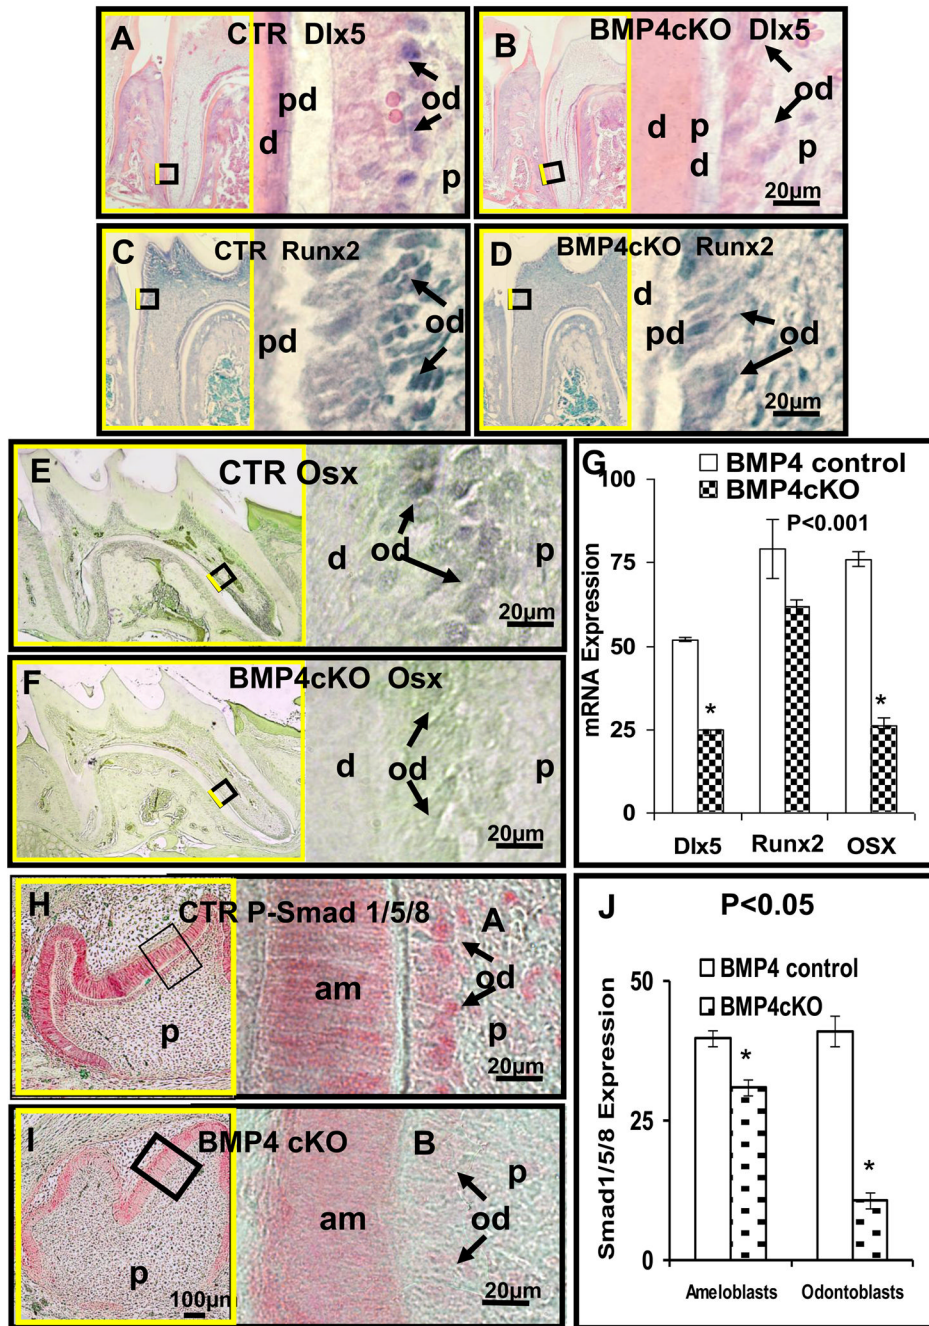 A CTR Dlx5
pd
d
od
p
B BMP4cKO Dlx5
od
d p
d
p
20µm
C CTR Runx2
od
pd
D BMP4cKO Runx2
d
pd
od
20µm
E CTR Osx
d
od
p
20µm
F BMP4cKO Osx
d
od
p
20µm
G
BMP4 control
BMP4cKO
P<0.001
mRNA Expression
100
75
50
25
0
*
*
Dlx5 Runx2 OSX
H CTR P-Smad 1/5/8 A
am
od
p
p
20µm
I BMP4 cKO B
p
od
am
p
100µm
20µm
J P<0.05
BMP4 control
BMP4cKO
Smad1/5/8 Expression
50
25
0
*
*
Ameloblasts Odontoblasts